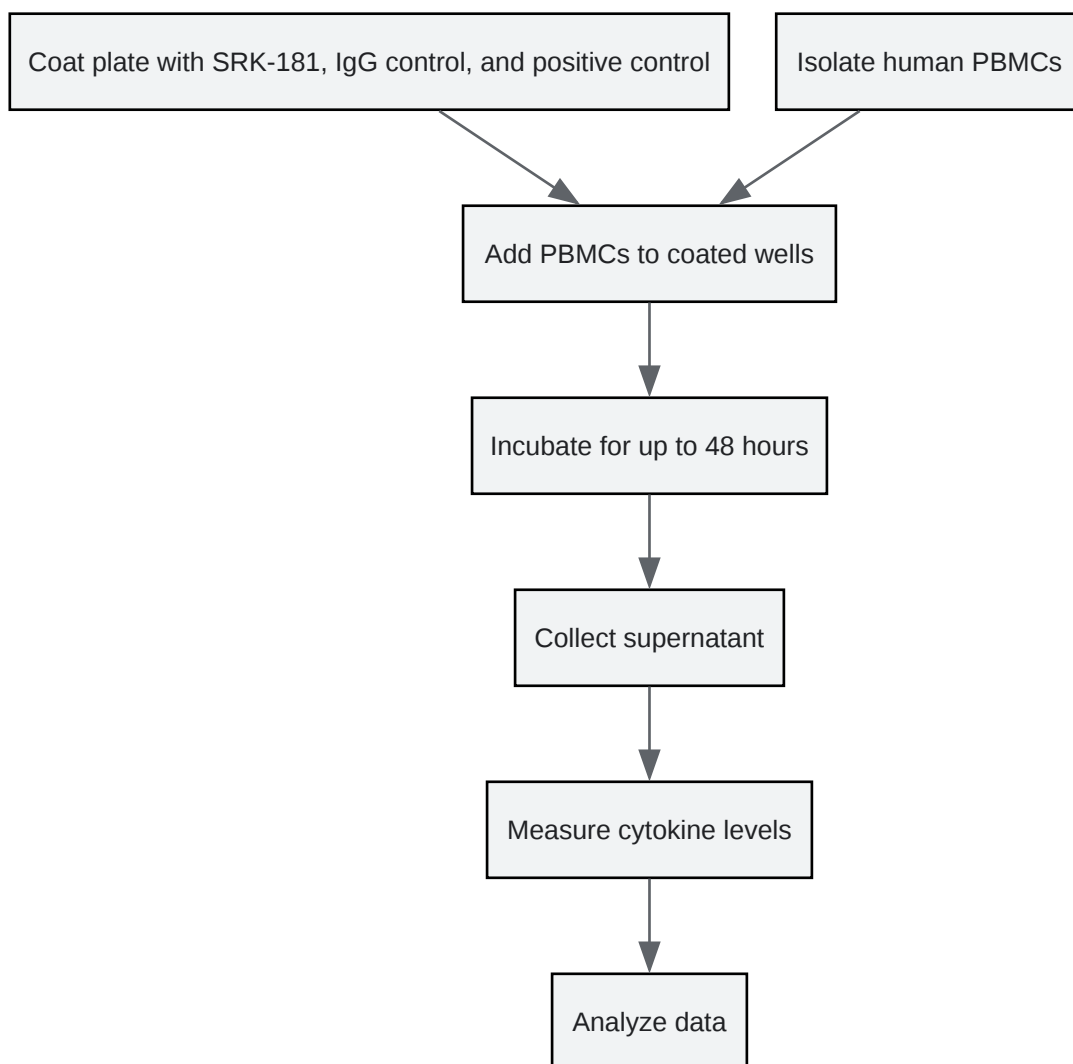 Coat plate with SRK-181, IgG control, and positive control
Isolate human PBMCs
Add PBMCs to coated wells
Incubate for up to 48 hours
Collect supernatant
Measure cytokine levels
Analyze data